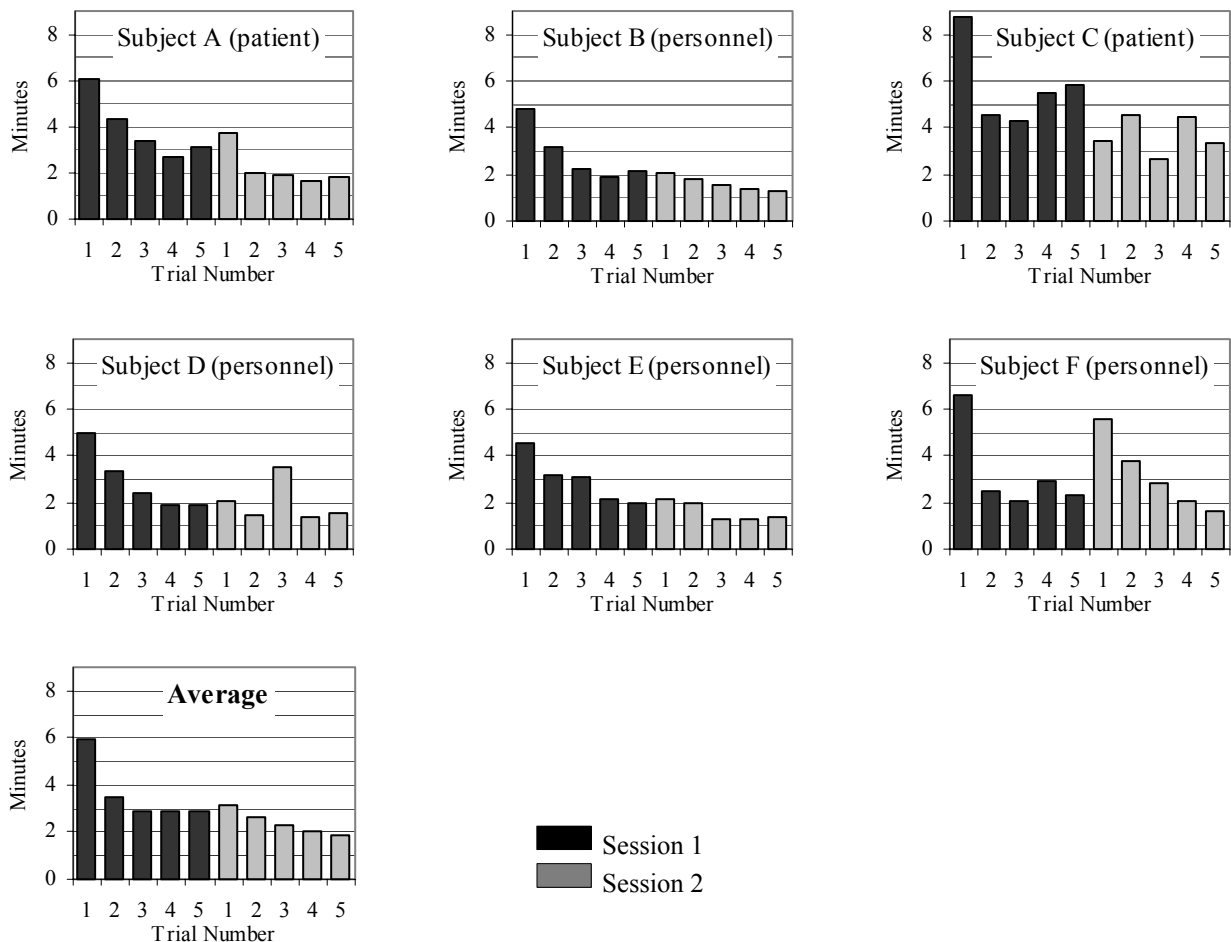 Subject A (patient)
Minutes
8
6
4
2
0
1 2 3 4 5 1 2 3 4 5
Trial Number
Subject B (personnel)
Minutes
8
6
4
2
0
1 2 3 4 5 1 2 3 4 5
Trial Number
Subject C (patient)
Minutes
8
6
4
2
0
1 2 3 4 5 1 2 3 4 5
Trial Number
Subject D (personnel)
Minutes
8
6
4
2
0
1 2 3 4 5 1 2 3 4 5
Trial Number
Subject E (personnel)
Minutes
8
6
4
2
0
1 2 3 4 5 1 2 3 4 5
Trial Number
Subject F (personnel)
Minutes
8
6
4
2
0
1 2 3 4 5 1 2 3 4 5
Trial Number
Average
Minutes
8
6
4
2
0
1 2 3 4 5 1 2 3 4 5
Trial Number
Session 1
Session 2